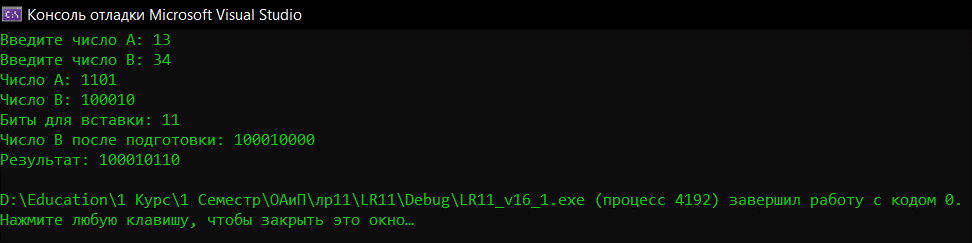 Консоль отладки Microsoft Visual Studio
Введите число A: 13
Введите число B: 34
Число A: 1101
Число B: 100010
Биты для вставки: 11
Число B после подготовки: 100010000
Результат: 100010110
D:\Education\1 Курс\1 Семестр\ОАиП\лр11\LR11\Debug\LR11_v16_1.exe (процесс 4192) завершил работу с кодом 0.
Нажмите любую клавишу, чтобы закрыть это окно…